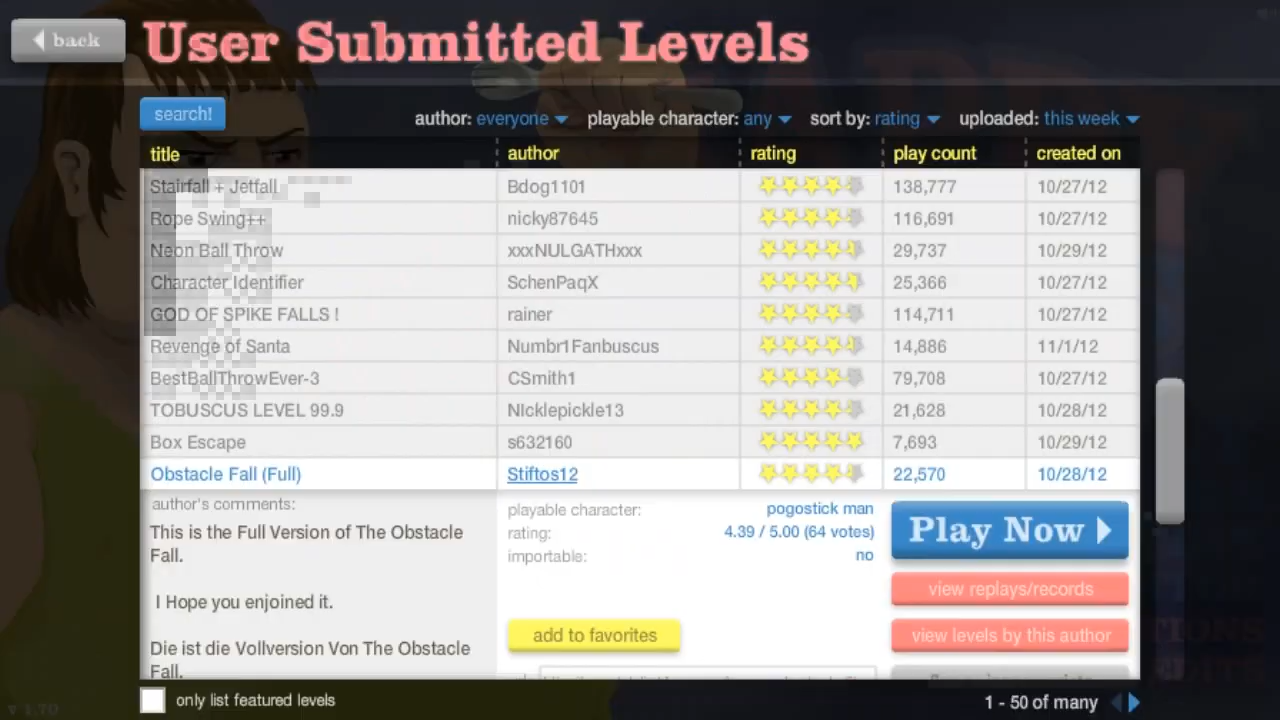 back
User Submitted Levels
search!
author: everyone playable character: any sort by: rating uploaded: this week
title author rating play count created on
Stairfall + Jetfall Bdog1101 138,777 10/27/12
Rope Swing++ nicky87645 116,691 10/27/12
Neon Ball Throw xxxNULGATHxxx 29,737 10/29/12
Character Identifier SchenPaqX 25,366 10/27/12
GOD OF SPIKE FALLS ! rainer 114,711 10/27/12
Revenge of Santa Numbr1Fanbuscus 14,886 11/1/12
BestBallThrowEver-3 CSmith1 79,708 10/27/12
TOBUSCUS LEVEL 99.9 NIcklepickle13 21,628 10/28/12
Box Escape s632160 7,693 10/29/12
Obstacle Fall (Full) Stiftos12 22,570 10/28/12
author's comments:
This is the Full Version of The Obstacle
Fall.
I Hope you enjoined it.
Die ist die Vollversion Von The Obstacle
Fall.
playable character: pogostick man
rating: 4.39 / 5.00 (64 votes)
importable: no
add to favorites
Play Now
view replays/records
view levels by this author
only list featured levels
1 - 50 of many
v 1.70